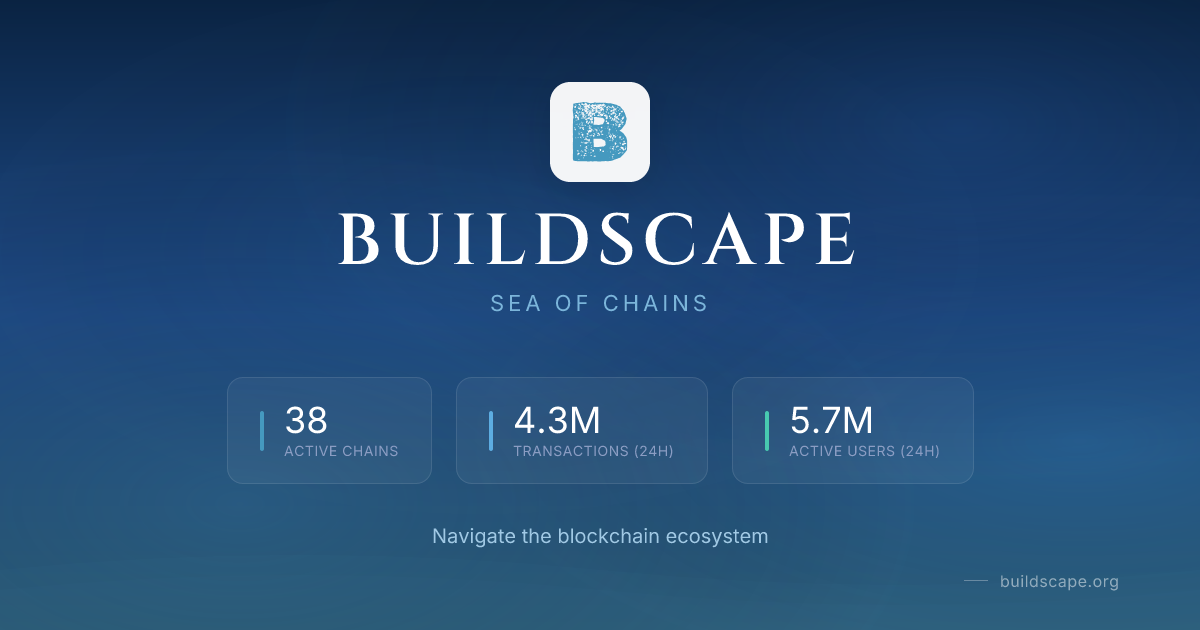 B
BUILDSCAPE
SEA OF CHAINS
38
ACTIVE CHAINS
4.3M
TRANSACTIONS (24H)
5.7M
ACTIVE USERS (24H)
Navigate the blockchain ecosystem
buildscape.org